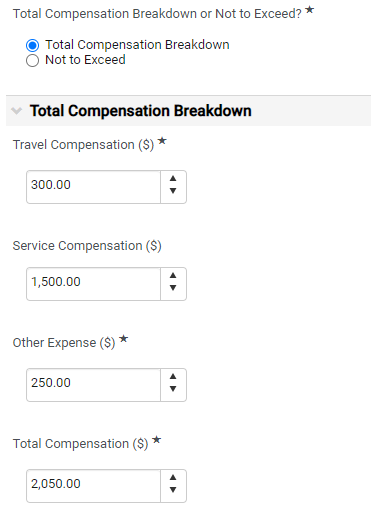 Total Compensation Breakdown or Not to Exceed? ★
Total Compensation Breakdown
Not to Exceed
Total Compensation Breakdown
Travel Compensation ($) ★
300.00
Service Compensation ($)
1,500.00
Other Expense ($) ★
250.00
Total Compensation ($) ★
2,050.00